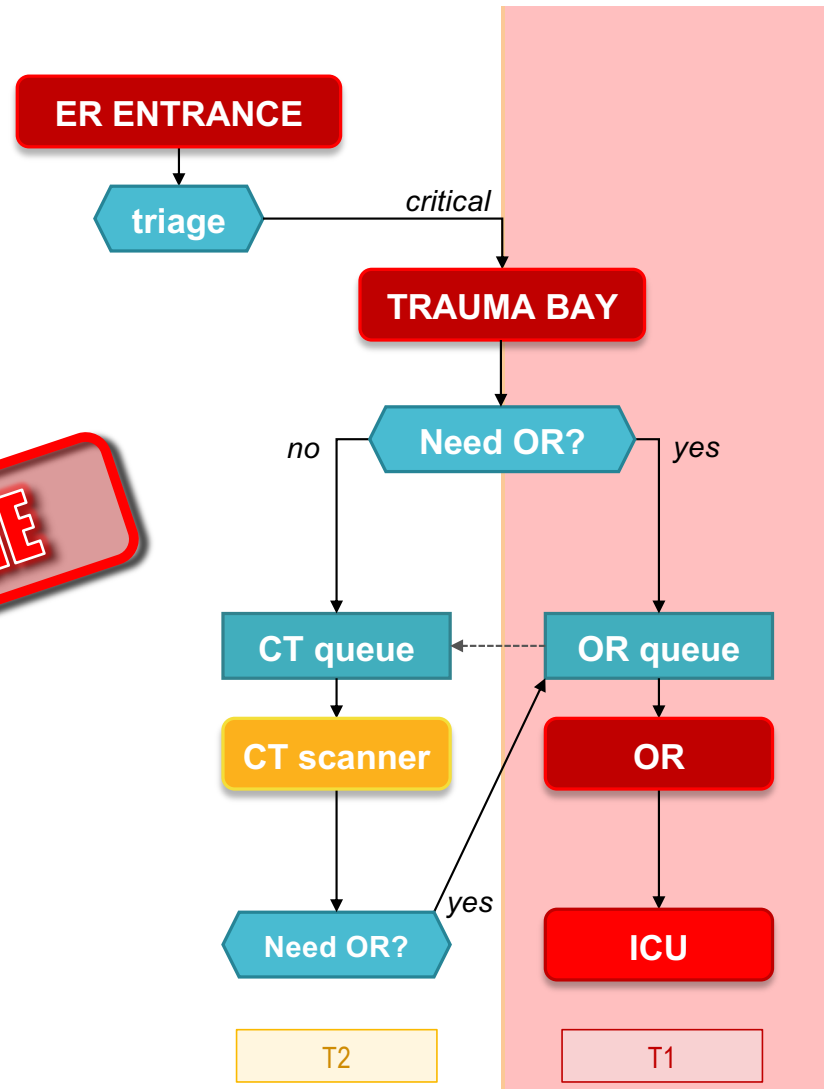 ER ENTRANCE
triage
critical
TRAUMA BAY
Need OR?
no
yes
CT queue
OR queue
CT scanner
OR
yes
Need OR?
ICU
T2
T1